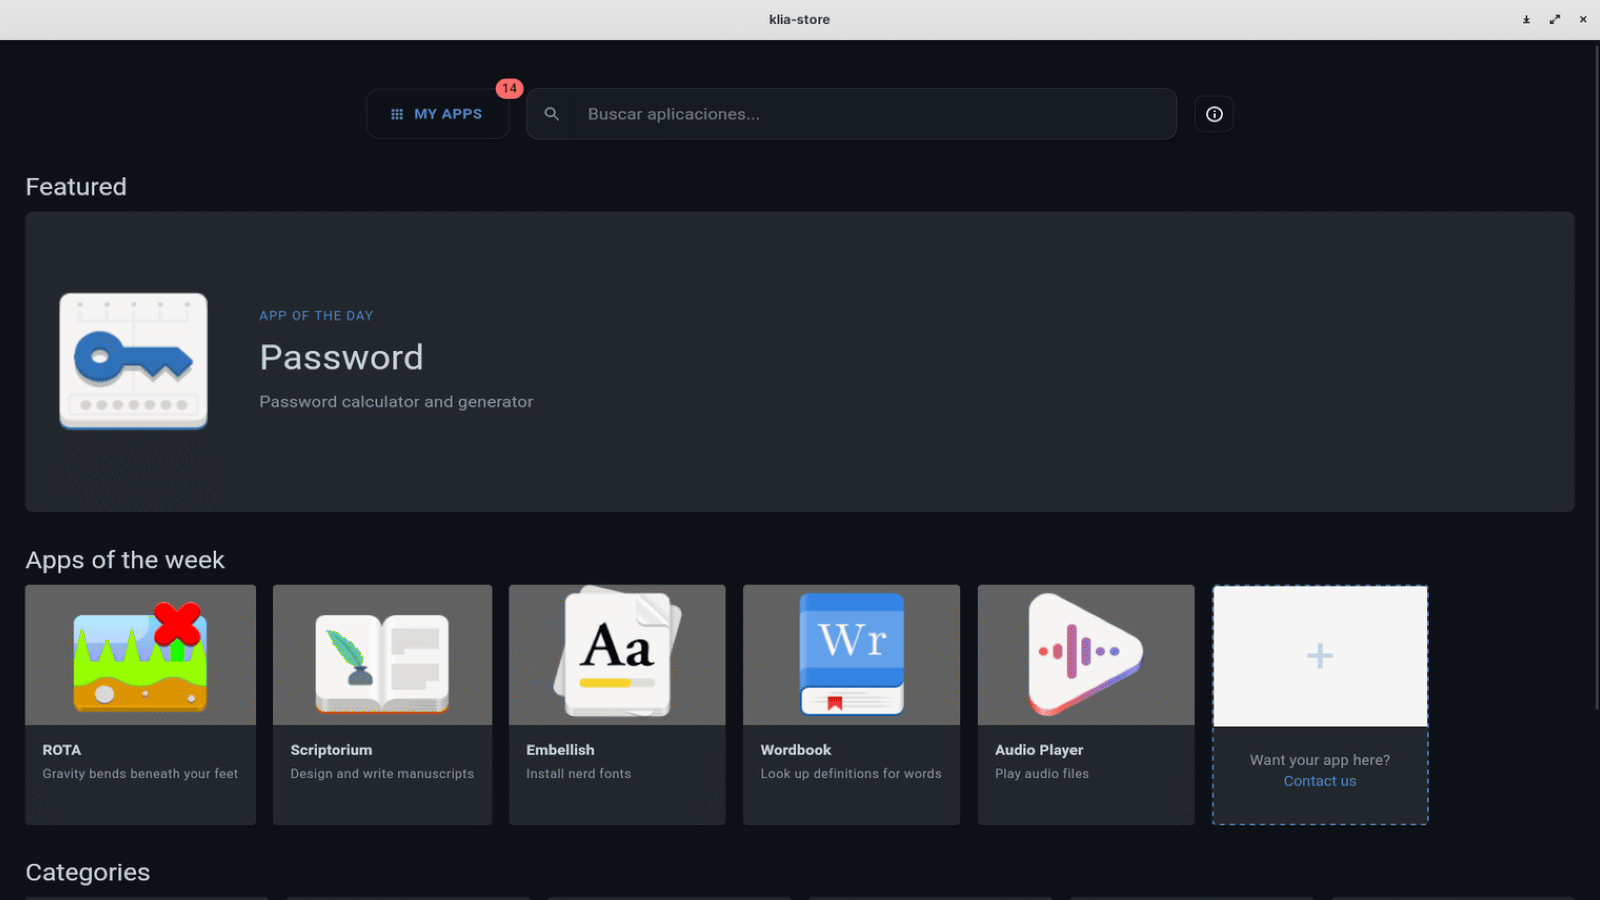 klia-store
14
MY APPS
Buscar aplicaciones...
Featured
APP OF THE DAY
Password
Password calculator and generator
Apps of the week
Aa
Wr
ROTA
Gravity bends beneath your feet
Scriptorium
Design and write manuscripts
Embellish
Install nerd fonts
Wordbook
Look up definitions for words
Audio Player
Play audio files
Want your app here?
Contact us
Categories